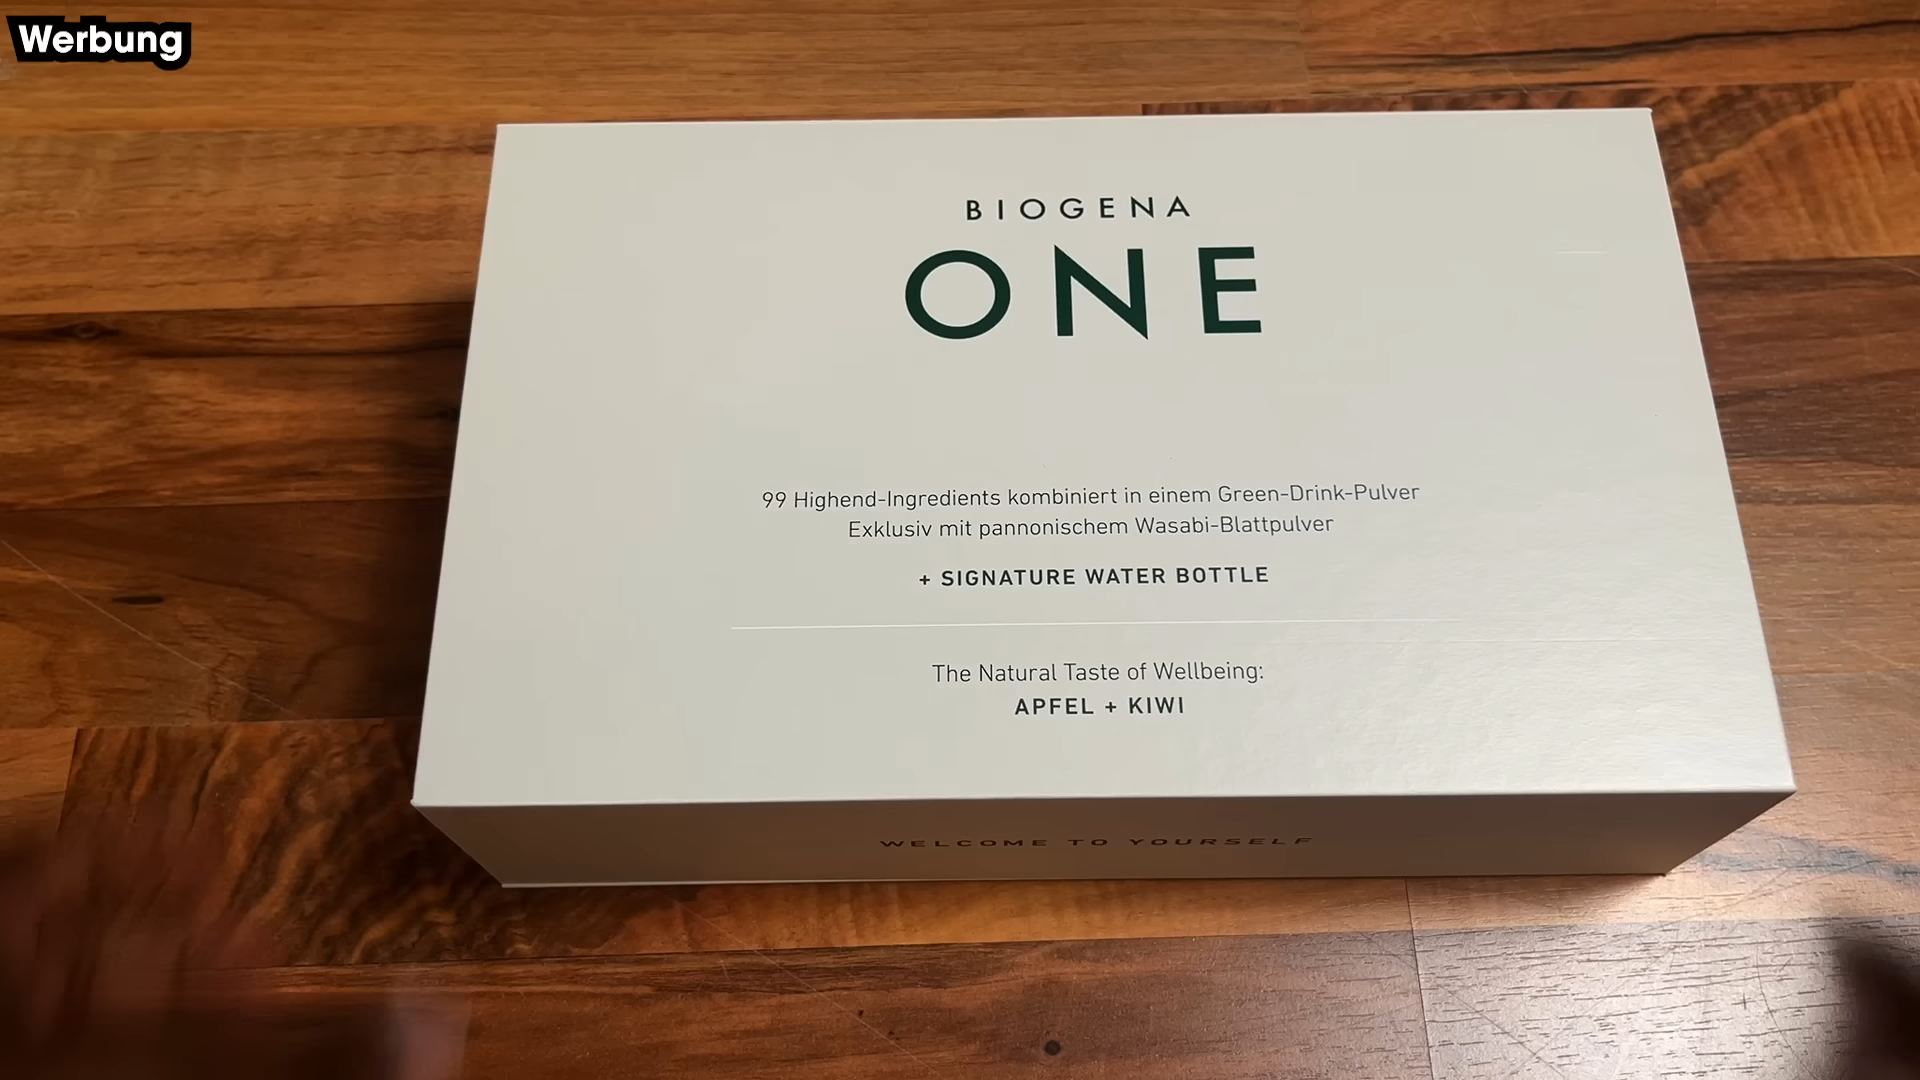 Werbung
BIOGENA
ONE
99 Highend-Ingredients kombiniert in einem Green-Drink-Pulver
Exklusiv mit pannonischem Wasabi-Blattpulver
+ SIGNATURE WATER BOTTLE
The Natural Taste of Wellbeing:
APFEL + KIWI
WELCOME TO YOURSELF